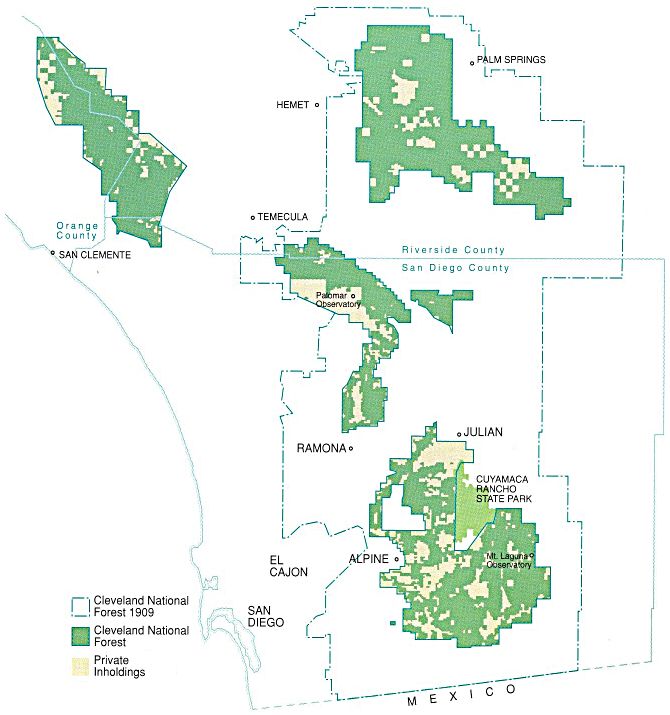 PALM SPRINGS
HEMET
TEMECULA
Orange
County
SAN CLEMENTE
Riverside County
San Diego County
Palomar
Observatory
JULIAN
RAMONA
CUYAMACA
RANCHO
STATE PARK
ALPINE
Mt. Laguna
Observatory
EL
CAJON
SAN
DIEGO
Cleveland National
Forest 1909
Cleveland National
Forest
Private
Inholdings
MEXICO